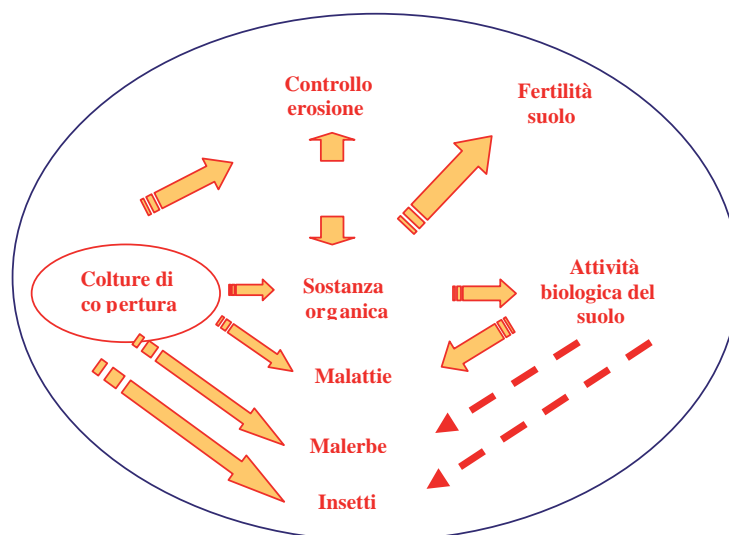 Controllo
erosione
Fertilità
suolo
Colture di
co pertura
Sostanza
organica
Attività
biologica del
suolo
Malattie
Malerbe
Insetti